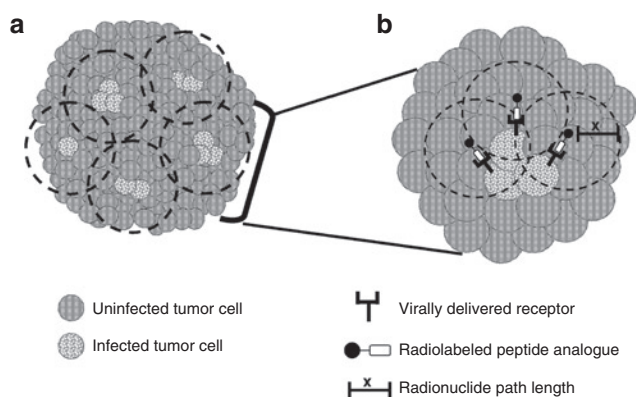 a
b
x
Uninfected tumor cell
Infected tumor cell
Virally delivered receptor
Radiolabeled peptide analogue
x
Radionuclide path length